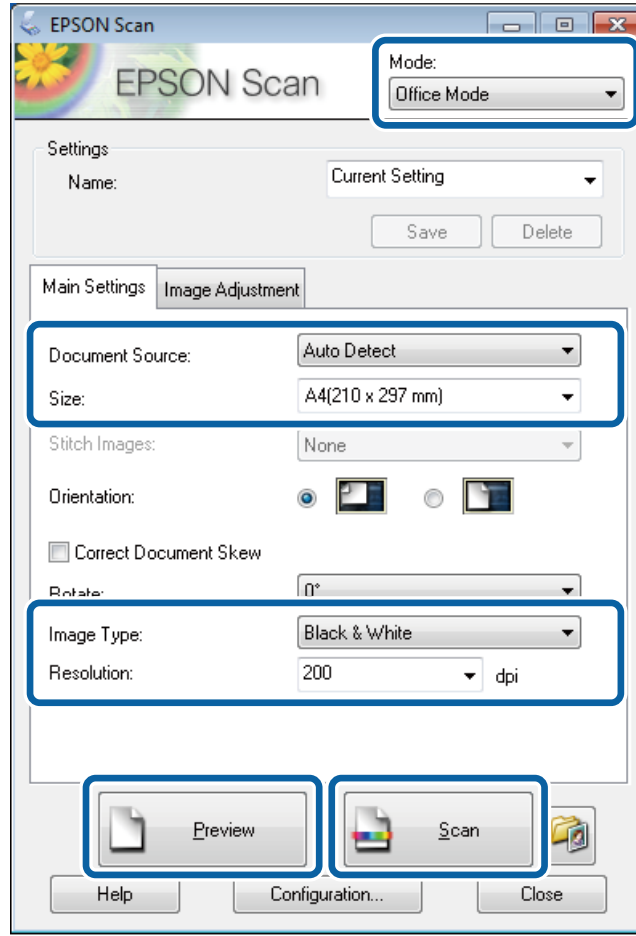 EPSON Scan
EPSON Scan
Mode:
Office Mode
Settings
Name: Current Setting
Save Delete
Main Settings Image Adjustment
Document Source: Auto Detect
Size: A4(210 x 297 mm)
Stitch Images: None
Orientation:
Correct Document Skew
Rotate: 0°
Image Type: Black & White
Resolution: 200 dpi
Preview Scan
Help Configuration... Close